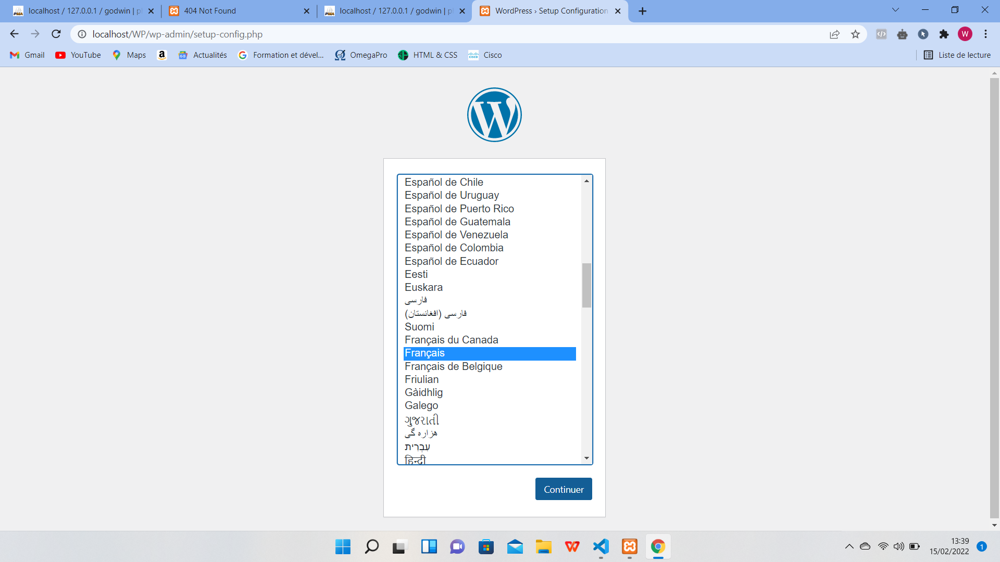 localhost / 127.0.0.1 / godwin | pl
404 Not Found
localhost / 127.0.0.1 / godwin | pl
WordPress › Setup Configuration
localhost/WP/wp-admin/setup-config.php
W
Gmail
YouTube
Maps
Actualités
Formation et dével...
OmegaPro
HTML & CSS
Cisco
Liste de lecture
Español de Chile
Español de Uruguay
Español de Puerto Rico
Español de Guatemala
Español de Venezuela
Español de Colombia
Español de Ecuador
Eesti
Euskara
فارسی
فارسی (افغانستان)
Suomi
Français du Canada
Français
Français de Belgique
Friulian
Gàidhlig
Galego
ગુજરાતી
هزاره گی
עִבְרִית
हिन्दी
Continuer
13:39
15/02/2022
1